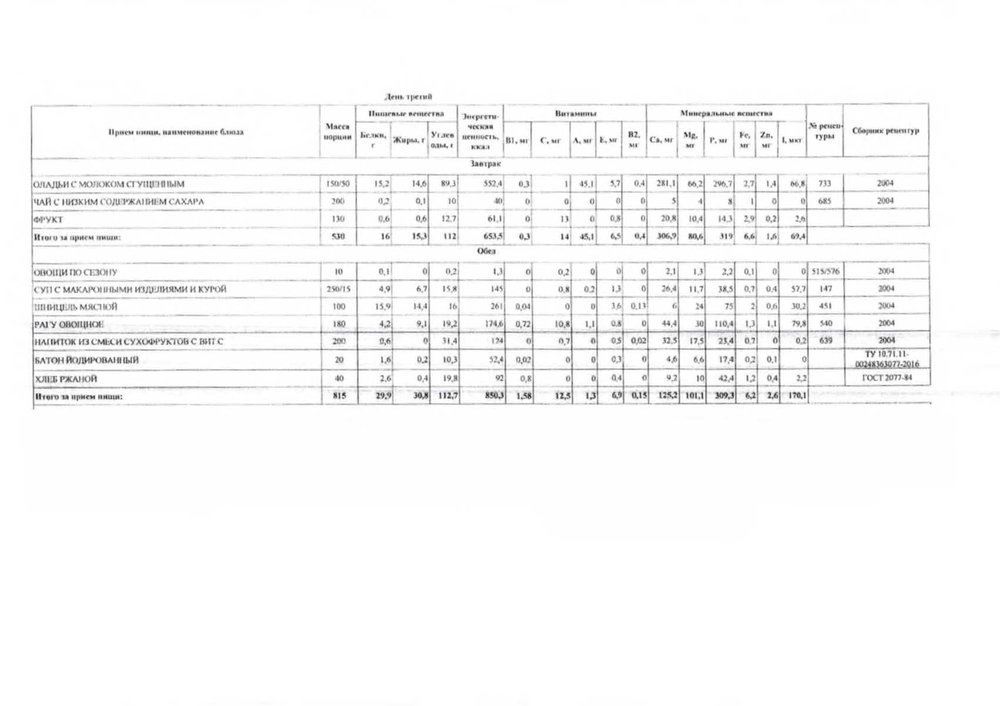 День третий
Прием пищи, наименование блюда Масса порции Пищевые вещества Энергети-ческая ценность, ккал Витамины Минеральные вещества № рецеп-туры Сборник рецептур
Белки, г Жиры, г Углев оды, г В1, мг С, мг А, мг Е, мг В2, мг Ca, мг Mg, мг P, мг Fe, мг Zn, мг I, мкг
Завтрак
ОЛАДЬИ С МОЛОКОМ СГУЩЕННЫМ 150/50 15,2 14,6 89,3 552,4 0,3 1 45,1 5,7 0,4 281,1 66,2 296,7 2,7 1,4 66,8 733 2004
ЧАЙ С НИЗКИМ СОДЕРЖАНИЕМ САХАРА 200 0,2 0,1 10 40 0 0 0 0 0 5 4 8 1 0 0 685 2004
ФРУКТ 130 0,6 0,6 12,7 61,1 0 13 0 0,8 0 20,8 10,4 14,3 2,9 0,2 2,6
Итого за прием пищи: 530 16 15,3 112 653,5 0,3 14 45,1 6,5 0,4 306,9 80,6 319 6,6 1,6 69,4
Обед
ОВОЩИ ПО СЕЗОНУ 10 0,1 0 0,2 1,3 0 0,2 0 0 0 2,1 1,3 2,2 0,1 0 0 515/576 2004
СУП С МАКАРОННЫМИ ИЗДЕЛИЯМИ И КУРОЙ 250/15 4,9 6,7 15,8 145 0 0,8 0,2 1,3 0 26,4 11,7 38,5 0,7 0,4 57,7 147 2004
ШНИЦЕЛЬ МЯСНОЙ 100 15,9 14,4 16 261 0,04 0 0 3,6 0,13 6 24 75 2 0,6 30,2 451 2004
РАГУ ОВОЩНОЕ 180 4,2 9,1 19,2 174,6 0,72 10,8 1,1 0,8 0 44,4 30 110,4 1,3 1,1 79,8 540 2004
НАПИТОК ИЗ СМЕСИ СУХОФРУКТОВ С ВИТ С 200 0,6 0 31,4 124 0 0,7 0 0,5 0,02 32,5 17,5 23,4 0,7 0 0,2 639 2004
БАТОН ЙОДИРОВАННЫЙ 20 1,6 0,2 10,3 52,4 0,02 0 0 0,3 0 4,6 6,6 17,4 0,2 0,1 0 ТУ 10.71.11-
00248363077-2016
ХЛЕБ РЖАНОЙ 40 2,6 0,4 19,8 92 0,8 0 0 0,4 0 9,2 10 42,4 1,2 0,4 2,2 ГОСТ 2077-84
Итого за прием пищи: 815 29,9 30,8 112,7 850,3 1,58 12,5 1,3 6,9 0,15 125,2 101,1 309,3 6,2 2,6 170,1